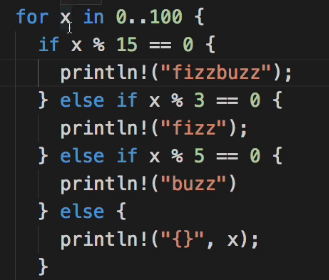 for x in 0..100 {
  if x % 15 == 0 {
    println!("fizzbuzz");
  } else if x % 3 == 0 {
    println!("fizz");
  } else if x % 5 == 0 {
    println!("buzz")
  } else {
    println!("{}", x);
  }